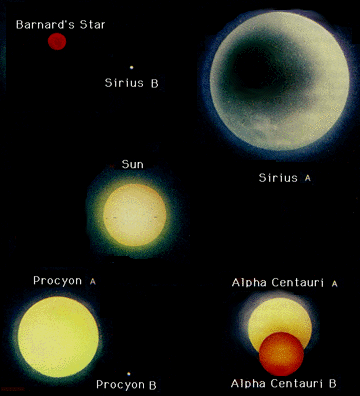 Barnard's Star
Sirius B
Sirius A
Sun
Procyon A
Alpha Centauri A
Procyon B
Alpha Centauri B